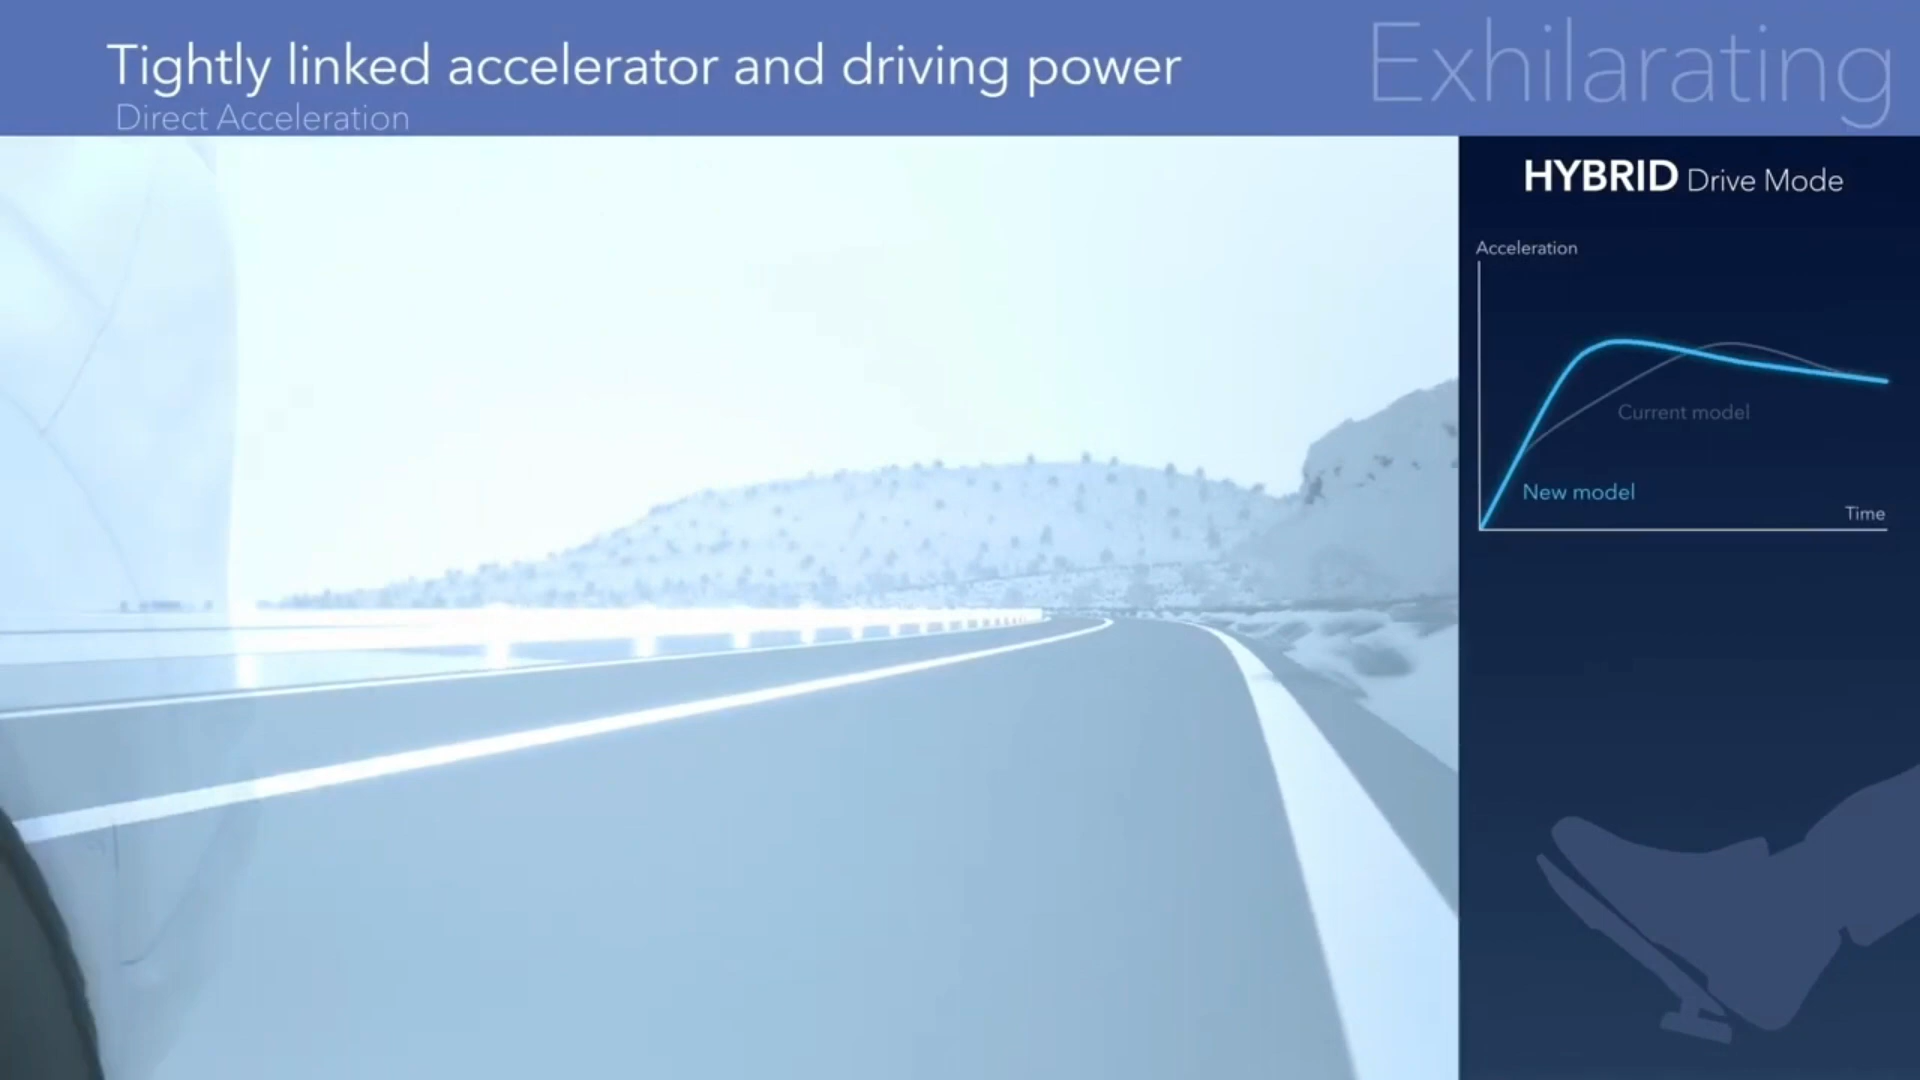 Tightly linked accelerator and driving power
Direct Acceleration
Exhilarating
HYBRID Drive Mode
Acceleration
Current model
New model
Time